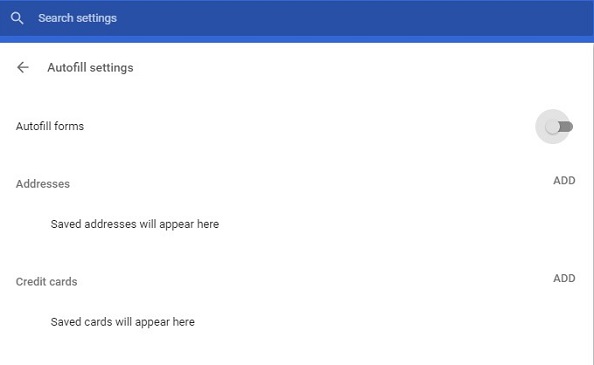 Search settings
Autofill settings
Autofill forms
Addresses
ADD
Saved addresses will appear here
Credit cards
ADD
Saved cards will appear here